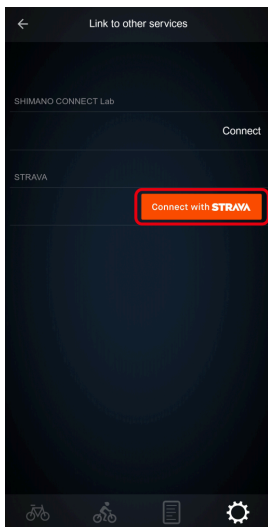 Link to other services
SHIMANO CONNECT Lab
Connect
STRAVA
Connect with STRAVA